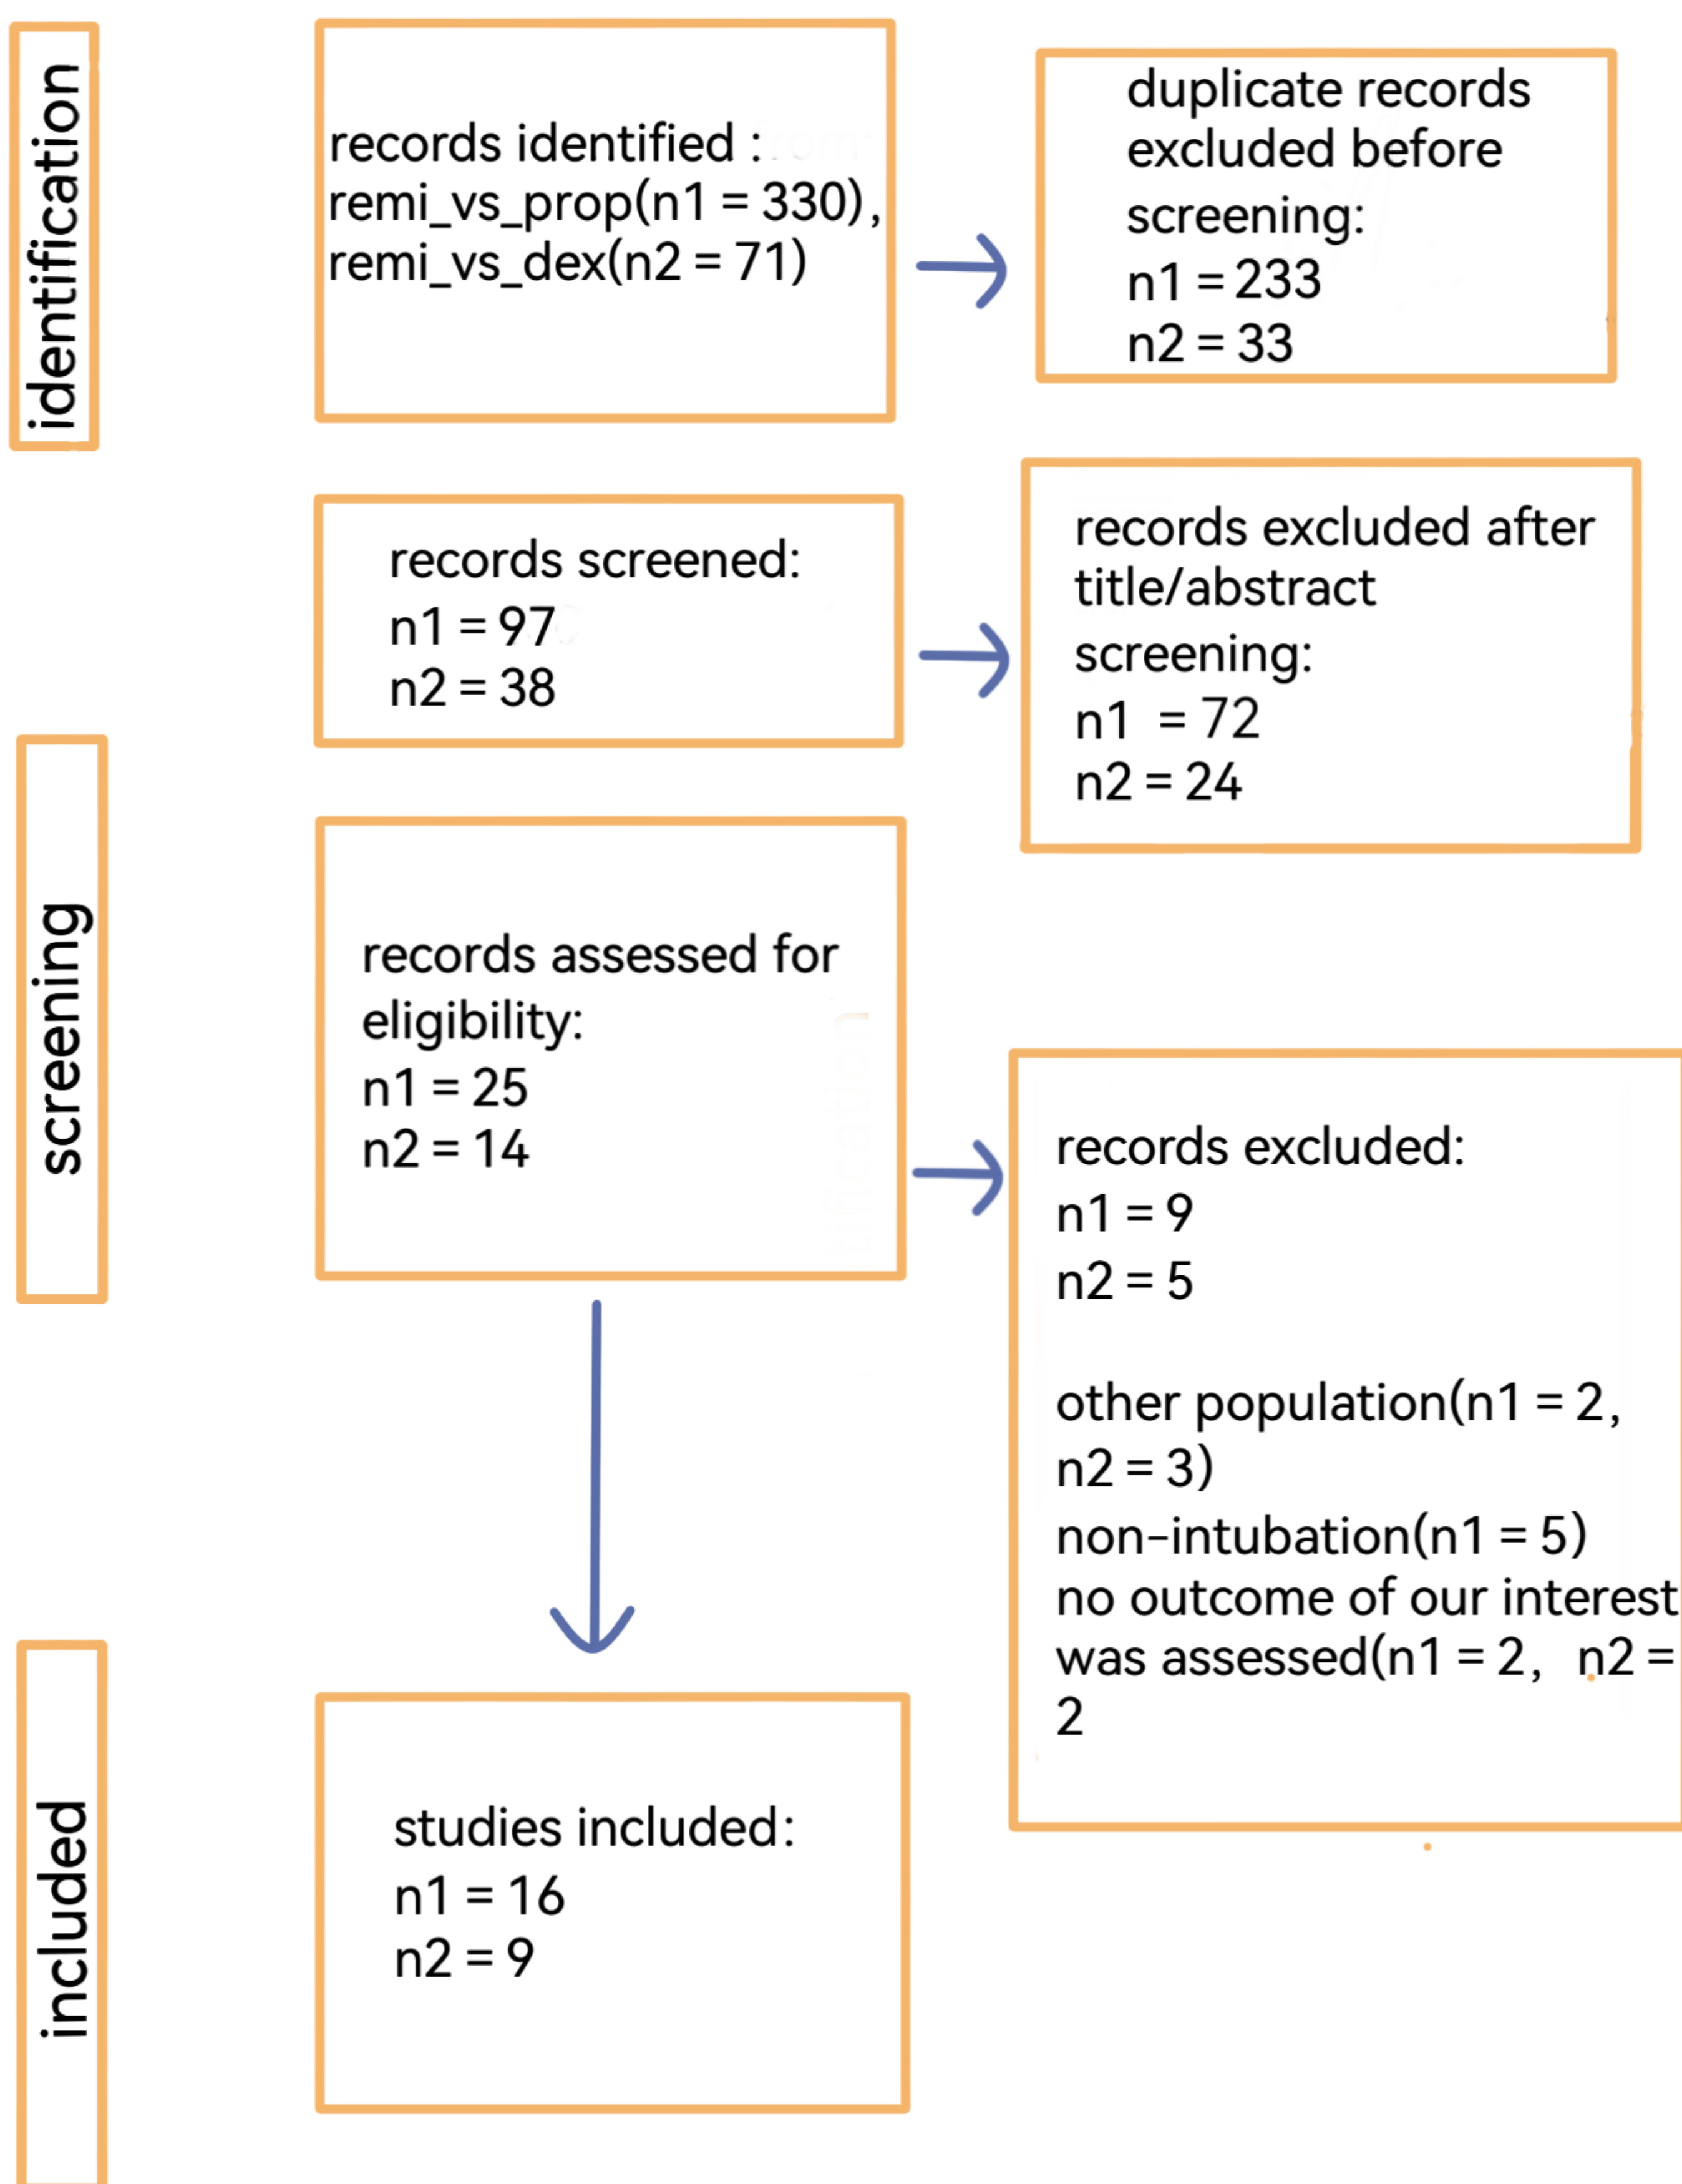 identification
records identified :
remi_vs_prop(n1 = 330),
remi_vs_dex(n2 = 71)
duplicate records
excluded before
screening:
n1 = 233
n2 = 33
records screened:
n1 = 97
n2 = 38
records excluded after
title/abstract
screening:
n1 = 72
n2 = 24
screening
records assessed for
eligibility:
n1 = 25
n2 = 14
records excluded:
n1 = 9
n2 = 5
other population(n1 = 2,
n2 = 3)
non-intubation(n1 = 5)
no outcome of our interest
was assessed(n1 = 2, n2 =
2
included
studies included:
n1 = 16
n2 = 9